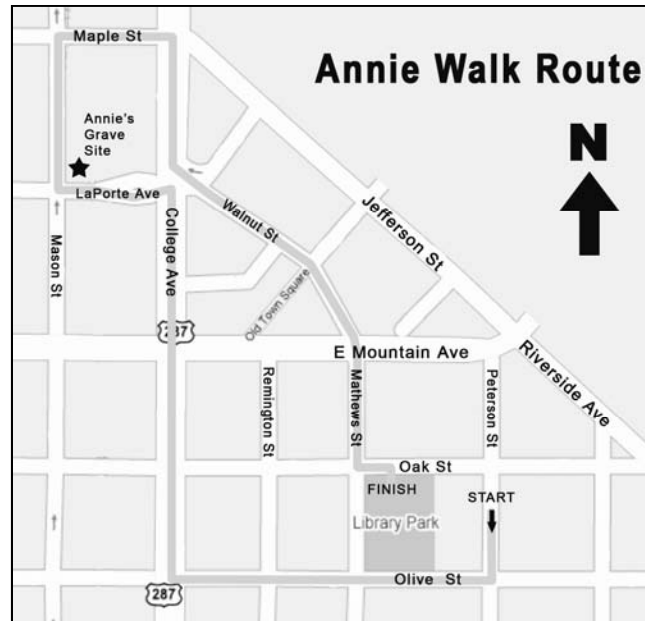 Maple St
Annie Walk Route
Annie's
Grave
Site
N
LaPorte Ave
Walnut St
Jefferson St
Mason St
College Ave
Old Town Square
287
E Mountain Ave
Riverside Ave
Remington St
Mathews St
Peterson St
Oak St
FINISH
START
Library Park
Olive St
287